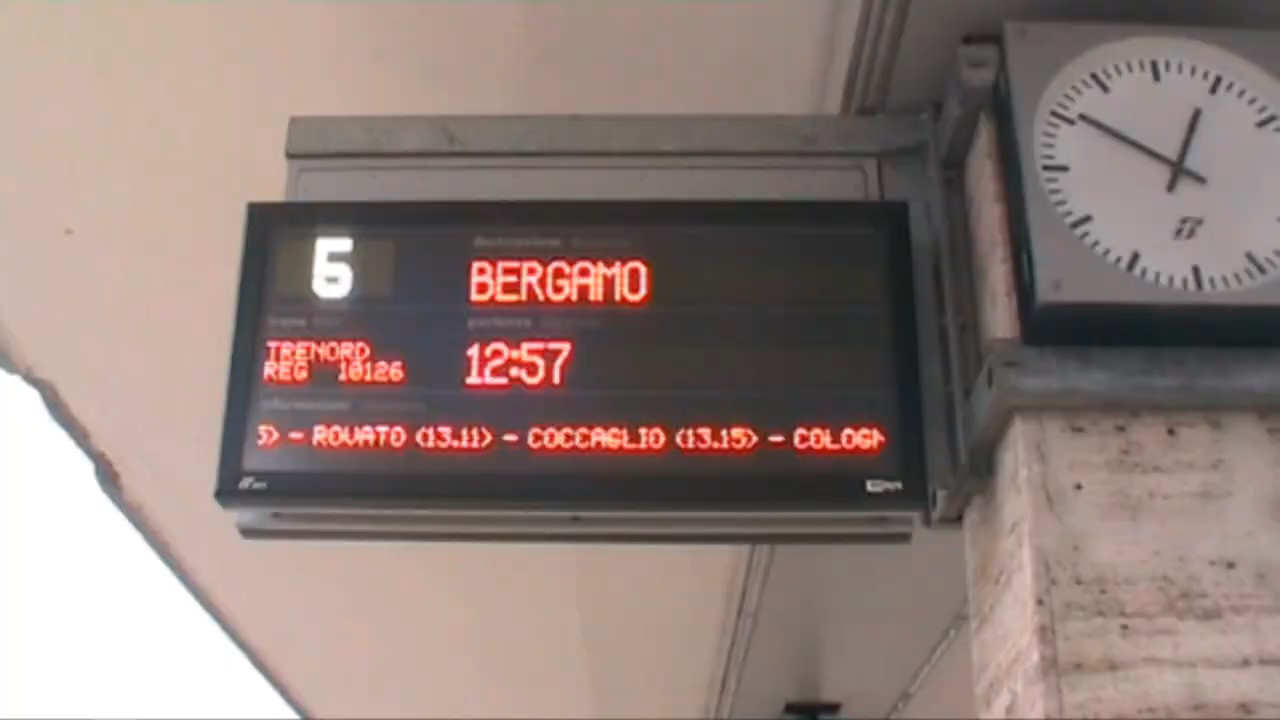 5
BERGAMO
TRENORD
REG 10126
12:57
5) - ROVATO (13.11) - COCCAGLIO (13.15) - COLOGN